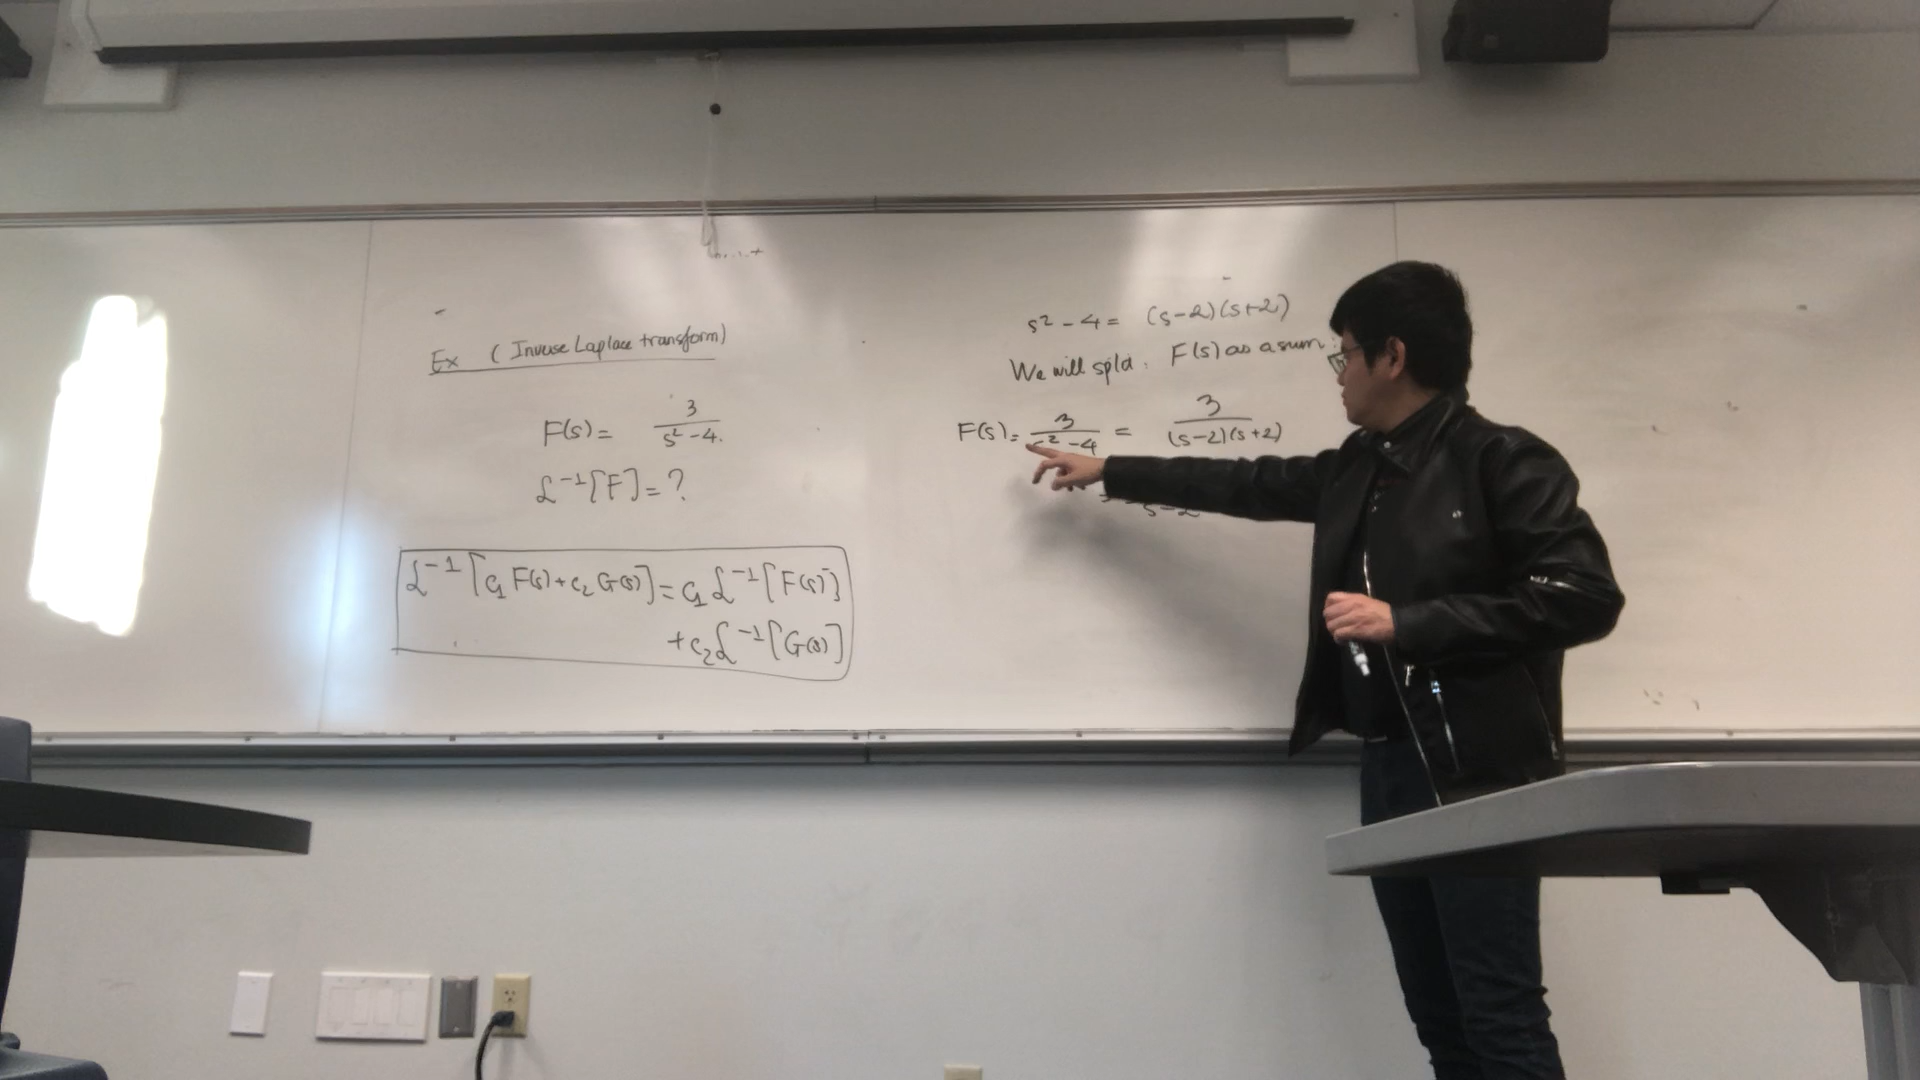 Ex (Inverse Laplace transform)
F(s) = 3/(s² - 4).
ℒ⁻¹[F] = ?
ℒ⁻¹[c₁F(s) + c₂G(s)] = c₁ℒ⁻¹[F(s)]
+ c₂ℒ⁻¹[G(s)]
s² - 4 = (s-2)(s+2)
We will F(s) as a sum:
F(s) = 3/(s² - 4) = 3/((s-2)(s+2))
s-2